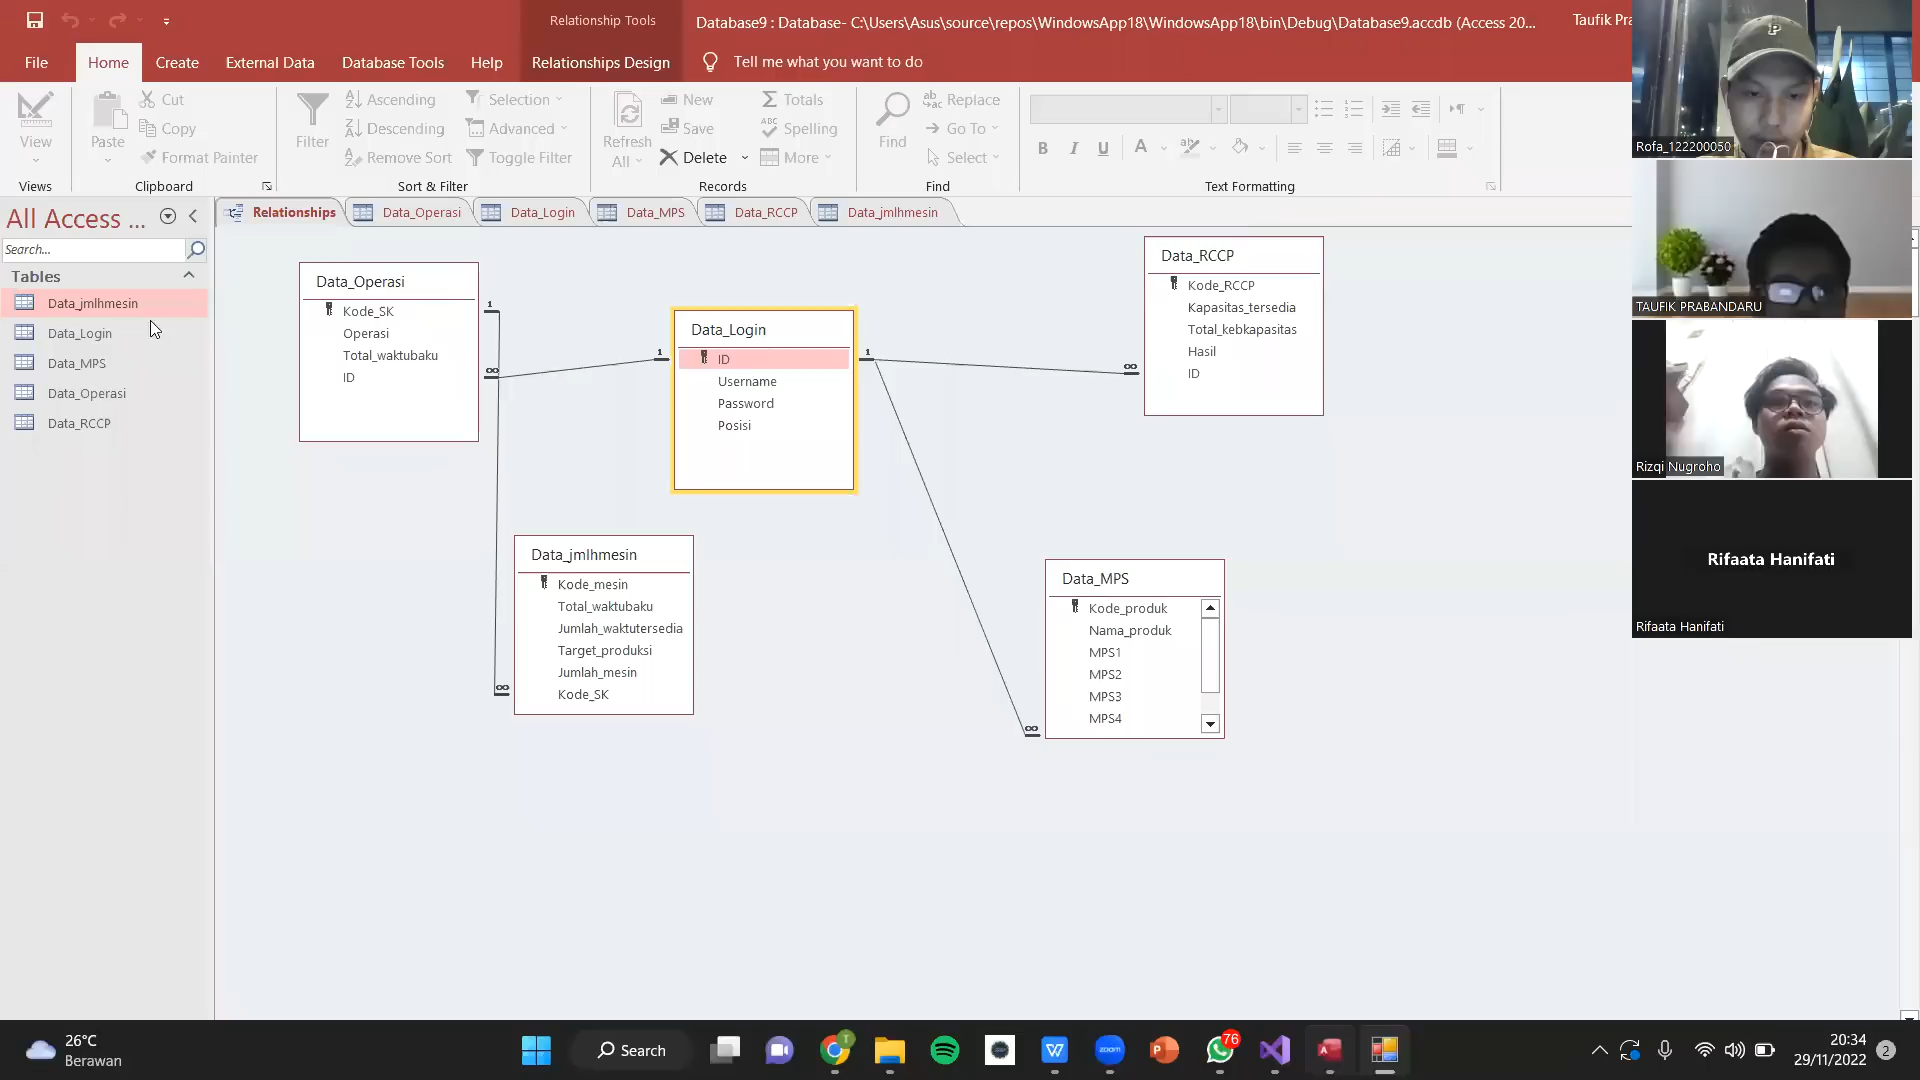 Relationship Tools
Database9 : Database- C:\Users\Asus\source\repos\WindowsApp18\WindowsApp18\bin\Debug\Database9.accdb (Access 20...
Taufik Pra
File
Home
Create
External Data
Database Tools
Help
Relationships Design
Tell me what you want to do
View
Paste
Cut
Copy
Format Painter
Filter
Ascending
Descending
Remove Sort
Selection
Advanced
Toggle Filter
Refresh
All
New
Save
Delete
Totals
Spelling
More
Find
Replace
Go To
Select
B I U A
Views
Clipboard
Sort & Filter
Records
Find
Text Formatting
All Access ...
Search...
Tables
Data_jmlhmesin
Data_Login
Data_MPS
Data_Operasi
Data_RCCP
Relationships
Data_Operasi
Data_Login
Data_MPS
Data_RCCP
Data_jmlhmesin
Data_Operasi
Kode_SK
Operasi
Total_waktubaku
ID
1
∞
Data_Login
ID
Username
Password
Posisi
1
1
Data_RCCP
Kode_RCCP
Kapasitas_tersedia
Total_kebkapasitas
Hasil
ID
∞
Data_jmlhmesin
Kode_mesin
Total_waktubaku
Jumlah_waktutersedia
Target_produksi
Jumlah_mesin
Kode_SK
∞
Data_MPS
Kode_produk
Nama_produk
MPS1
MPS2
MPS3
MPS4
∞
P
Rofa_122200050
TAUFIK PRABANDARU
Rizqi Nugroho
Rifaata Hanifati
Rifaata Hanifati
26°C
Berawan
Search
T
W
zoom
P
76
A
20:34
29/11/2022
2